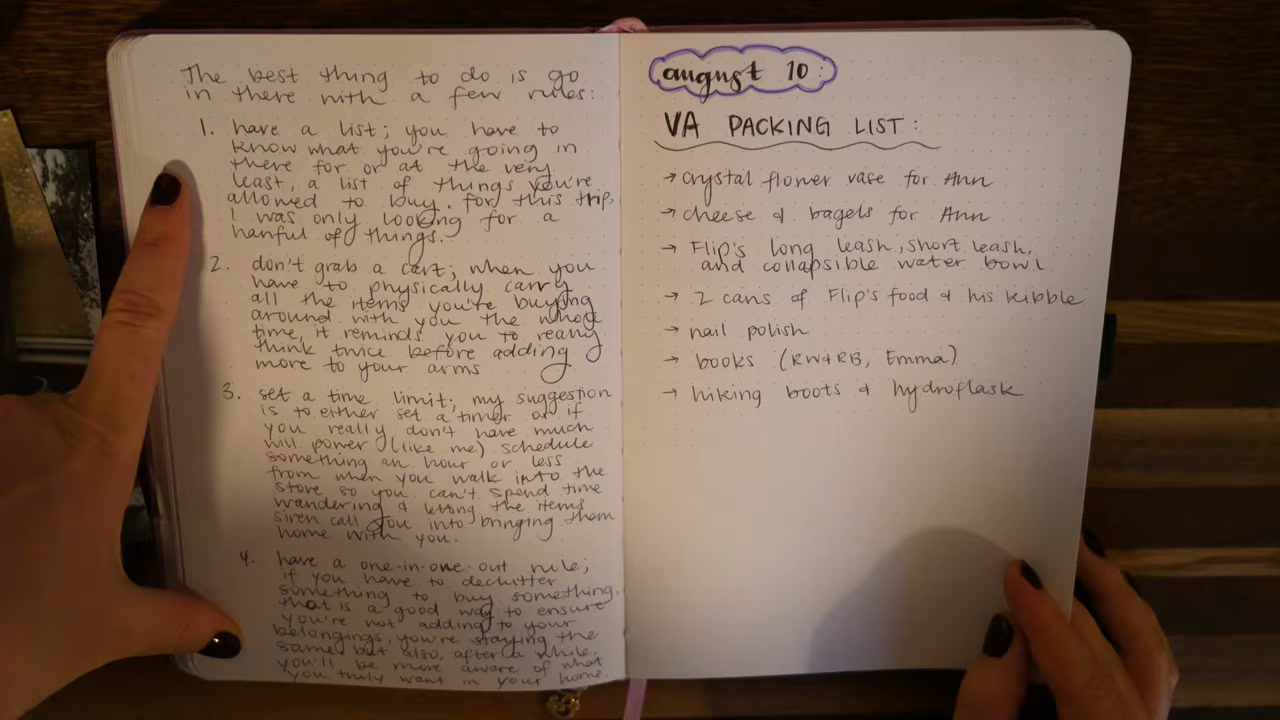 The best thing to do is go
in there with a few rules:
1. have a list; you have to
know what you're going in
there for or at the very
least, a list of things you're
allowed to buy. for this trip,
I was only looking for a
hanful of things.
2. don't grab a cart; when you
have to physically carry
all the items you're buying
around with you the whole
time, it reminds you to really
think twice before adding
more to your arms
3. set a time limit; my suggestion
is to either set a timer or if
you really don't have much
will power (like me) schedule
something an hour or less
from when you walk into the
store so you can't spend time
wandering & letting the items
siren call you into bringing them
home with you.
4. have a one-in-one-out rule;
if you have to declutter
something to buy something,
that is a good way to ensure
you're not adding to your
belongings, you're staying the
same but also, after a while,
you'll be more aware of what
you truly want in your home.
august 10
VA PACKING LIST:
→ crystal flower vase for Ann
→ cheese & bagels for Ann
→ Flip's long leash, short leash,
and collapsible water bowl
→ 2 cans of Flip's food & his kibble
→ nail polish
→ books (RW&RB, Emma)
→ hiking boots & hydroflask